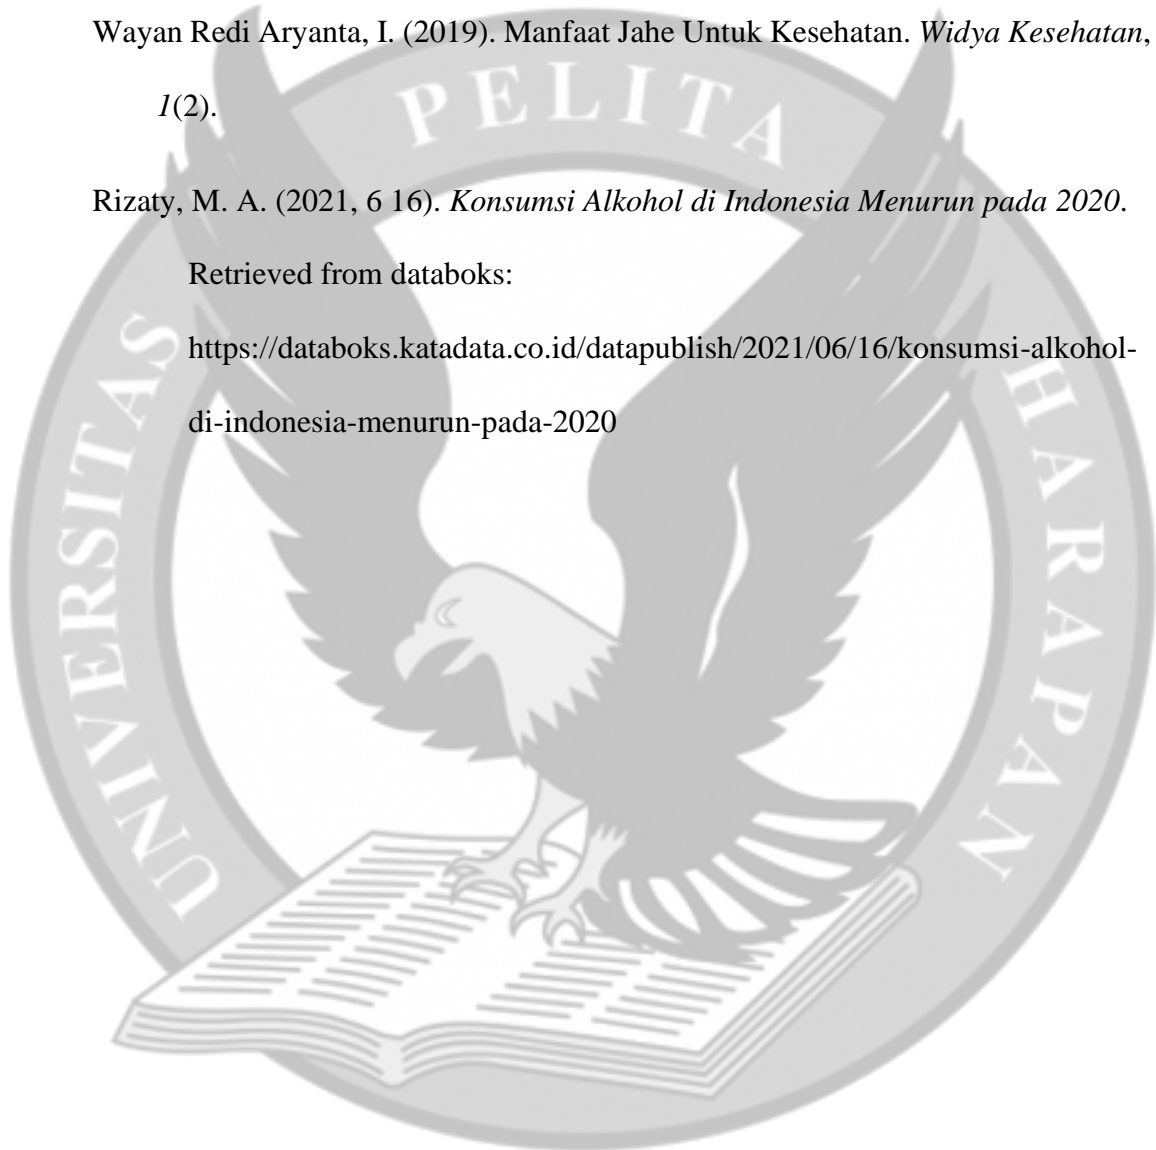 Wayan Redi Aryanta, I. (2019). Manfaat Jahe Untuk Kesehatan. Widya Kesehatan,
1(2).
Rizaty, M. A. (2021, 6 16). Konsumsi Alkohol di Indonesia Menurun pada 2020.
Retrieved from databoks:
https://databoks.katadata.co.id/datapublish/2021/06/16/konsumsi-alkohol-
di-indonesia-menurun-pada-2020
UNIVERSITAS PELITA HARAPAN